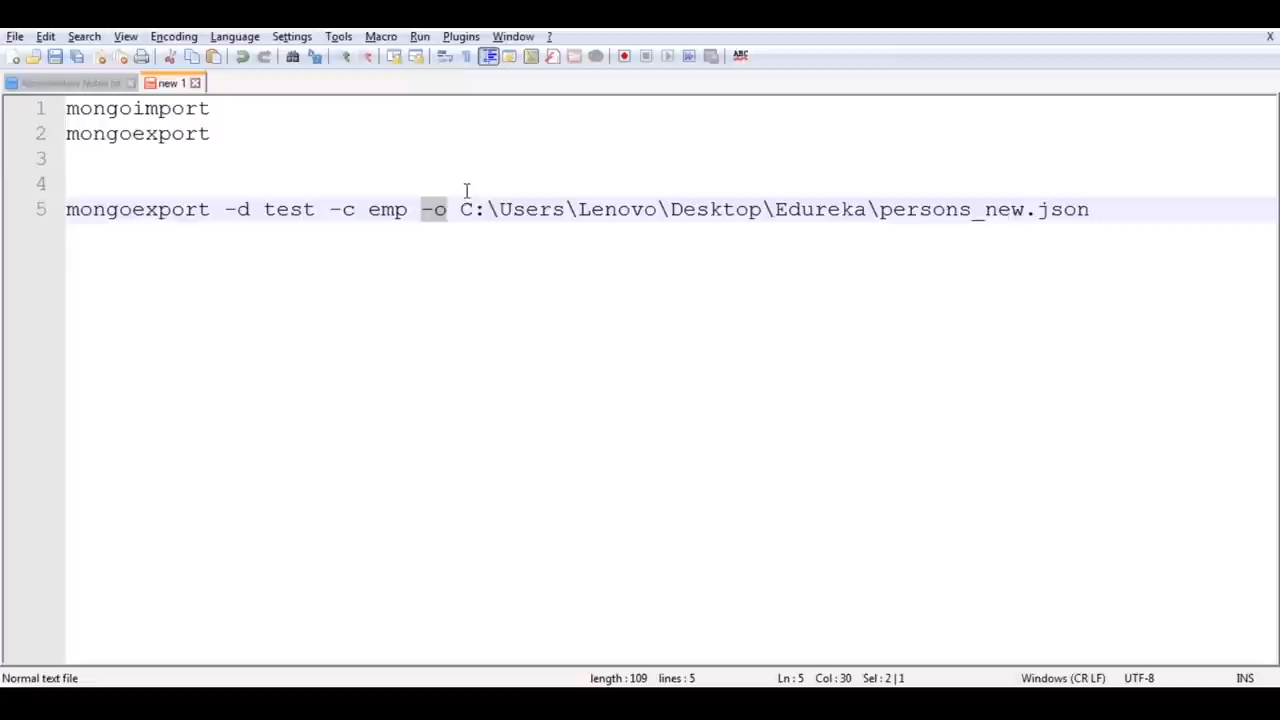 File Edit Search View Encoding Language Settings Tools Macro Run Plugins Window ? X
ABC
new 1
1 mongoimport
2 mongoexport
3
4
5 mongoexport -d test -c emp -o C:\Users\Lenovo\Desktop\Edureka\persons_new.json
Normal text file length : 109 lines : 5 Ln : 5 Col : 30 Sel : 2 | 1 Windows (CR LF) UTF-8 INS